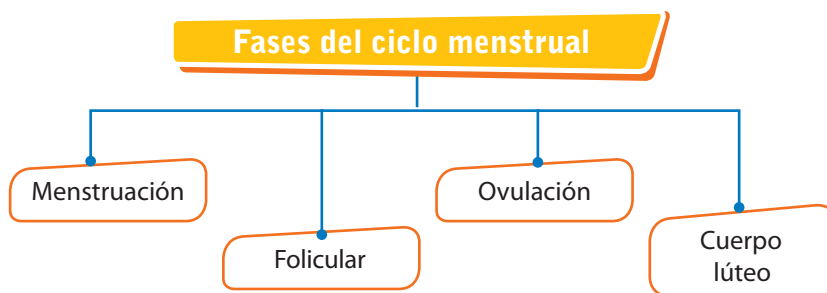 Fases del ciclo menstrual
Menstruación
Folicular
Ovulación
Cuerpo
lúteo